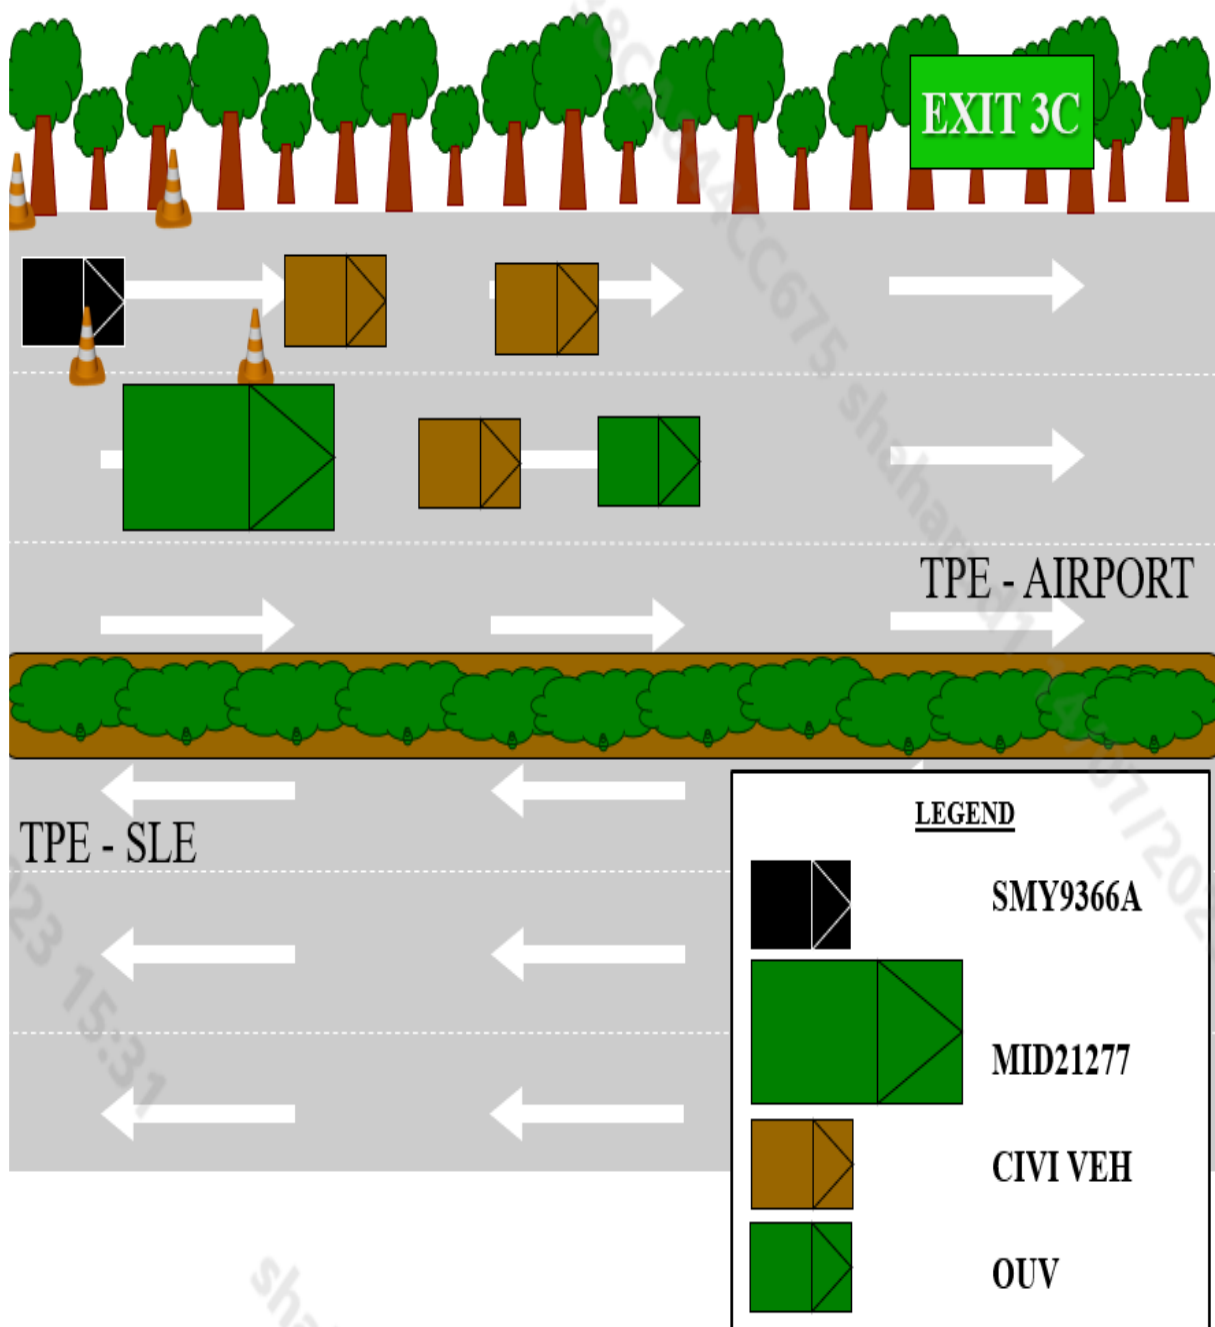 EXIT 3C
TPE - AIRPORT
TPE - SLE
LEGEND
SMY9366A
MID21277
CIVI VEH
OUV